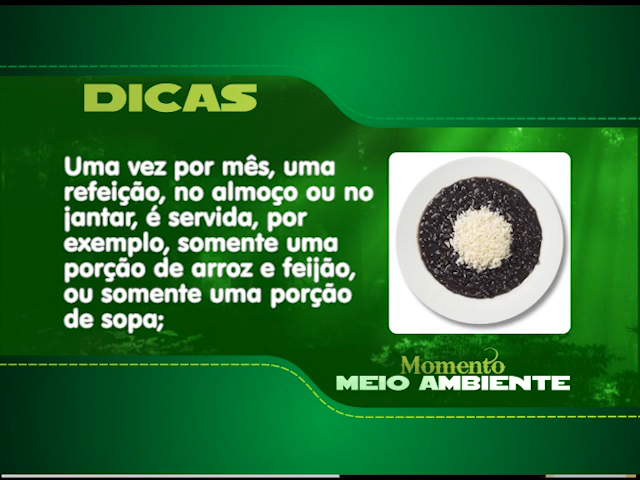 DICAS
Uma vez por mês, uma
refeição, no almoço ou no
jantar, é servida, por
exemplo, somente uma
porção de arroz e feijão,
ou somente uma porção
de sopa;
Momento
MEIO AMBIENTE